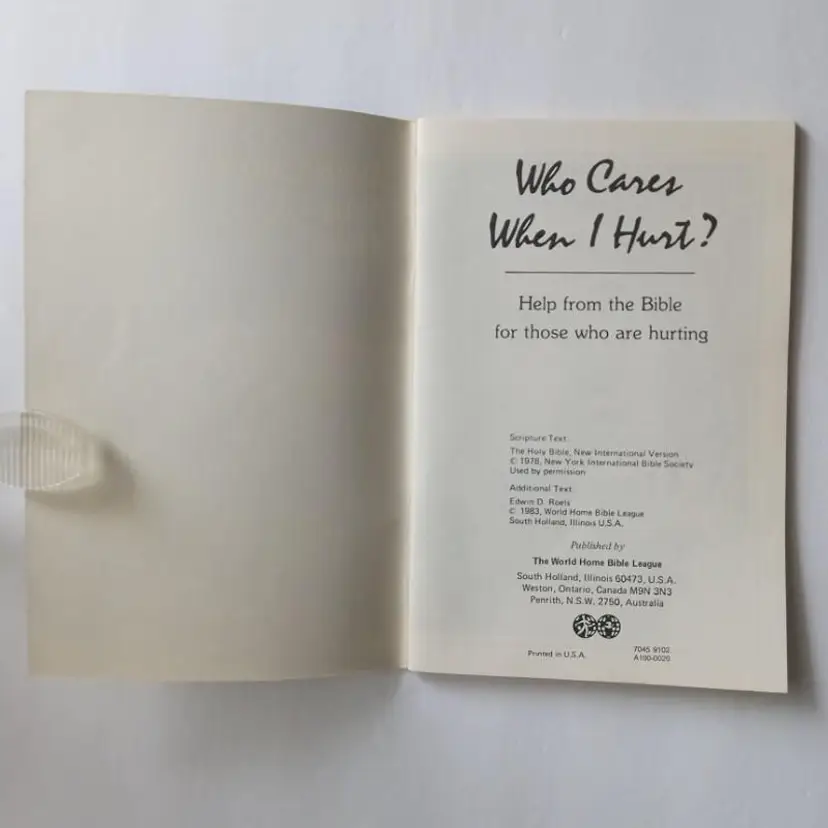 Who Cares
When I Hurt?
Help from the Bible
for those who are hurting
Scripture Text:
The Holy Bible, New International Version
© 1978, New York International Bible Society
Used by permission
Additional Text:
Edwin D. Roels
© 1983, World Home Bible League
South Holland, Illinois U.S.A.
Published by
The World Home Bible League
South Holland, Illinois 60473, U.S.A.
Weston, Ontario, Canada M9N 3N3
Penrith, N.S.W. 2750, Australia
Printed in U.S.A.
7045 9102
A100-0020